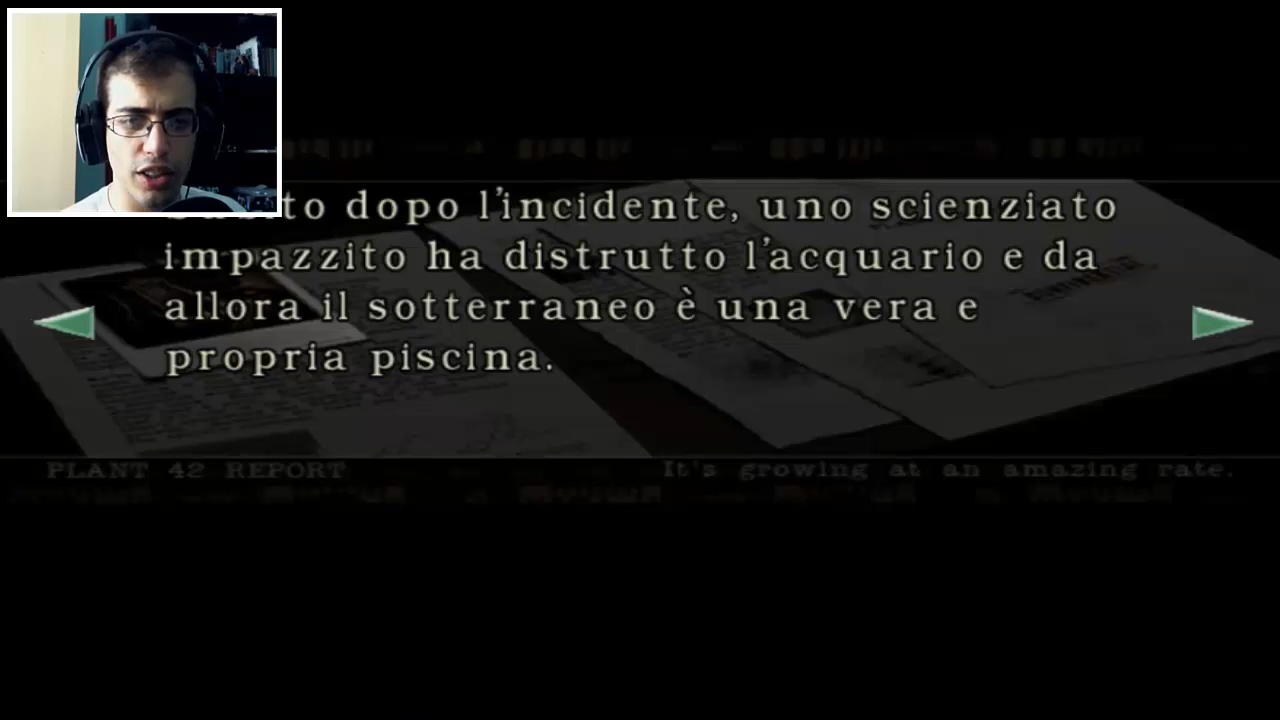 dopo l'incidente, uno scienziato
impazzito ha distrutto l'acquario e da
allora il sotterraneo è una vera e
propria piscina.
PLANT 42 REPORT
It's growing at an amazing rate.